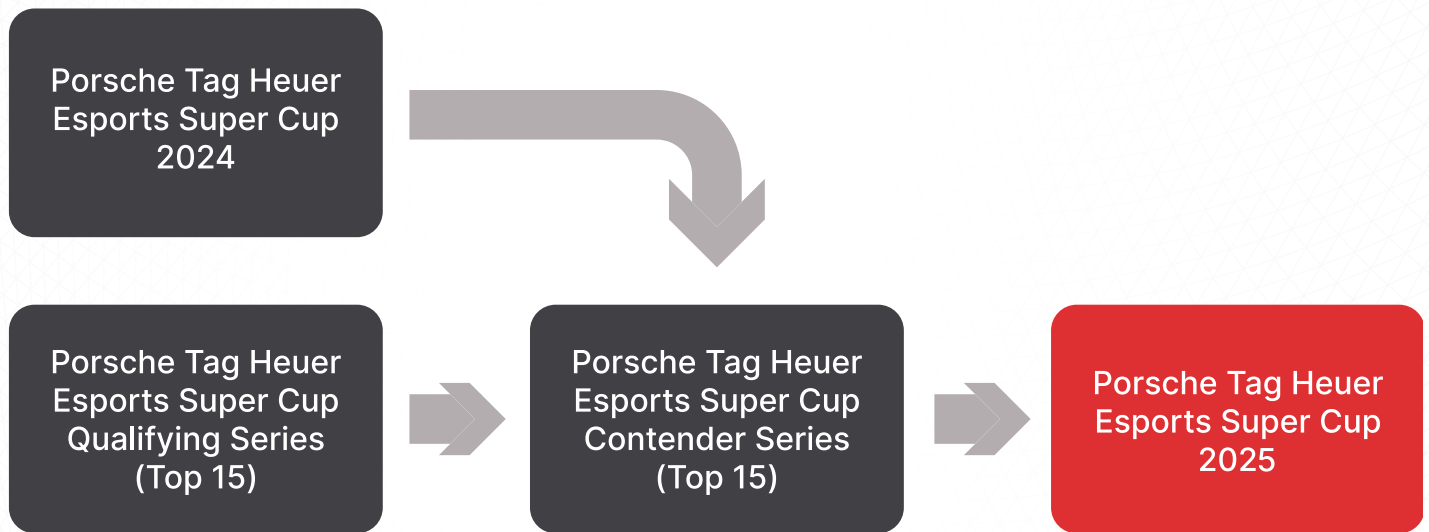 Porsche Tag Heuer
Esports Super Cup
2024
Porsche Tag Heuer
Esports Super Cup
Qualifying Series
(Top 15)
Porsche Tag Heuer
Esports Super Cup
Contender Series
(Top 15)
Porsche Tag Heuer
Esports Super Cup
2025